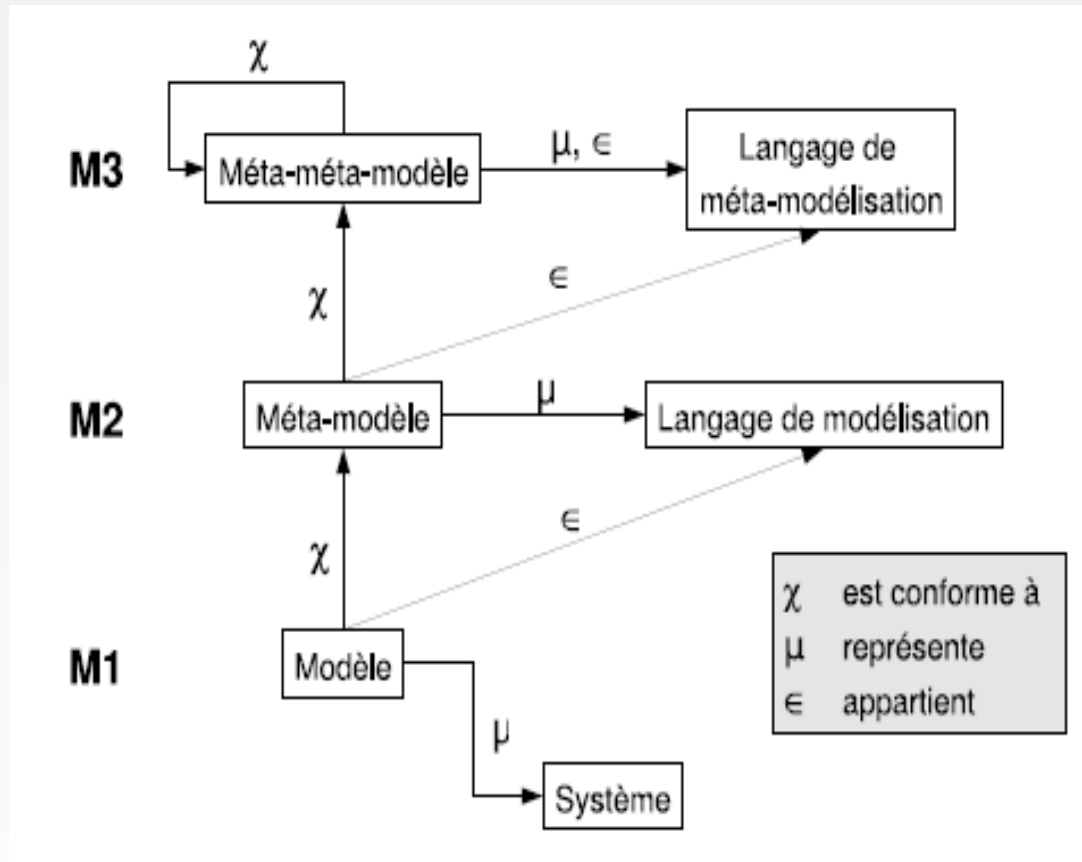 χ
M3
Méta-méta-modèle
μ, ϵ
Langage de
méta-modélisation
χ
ϵ
M2
Méta-modèle
μ
Langage de modélisation
χ
ϵ
χ est conforme à
μ représente
ϵ appartient
M1
Modèle
μ
Système